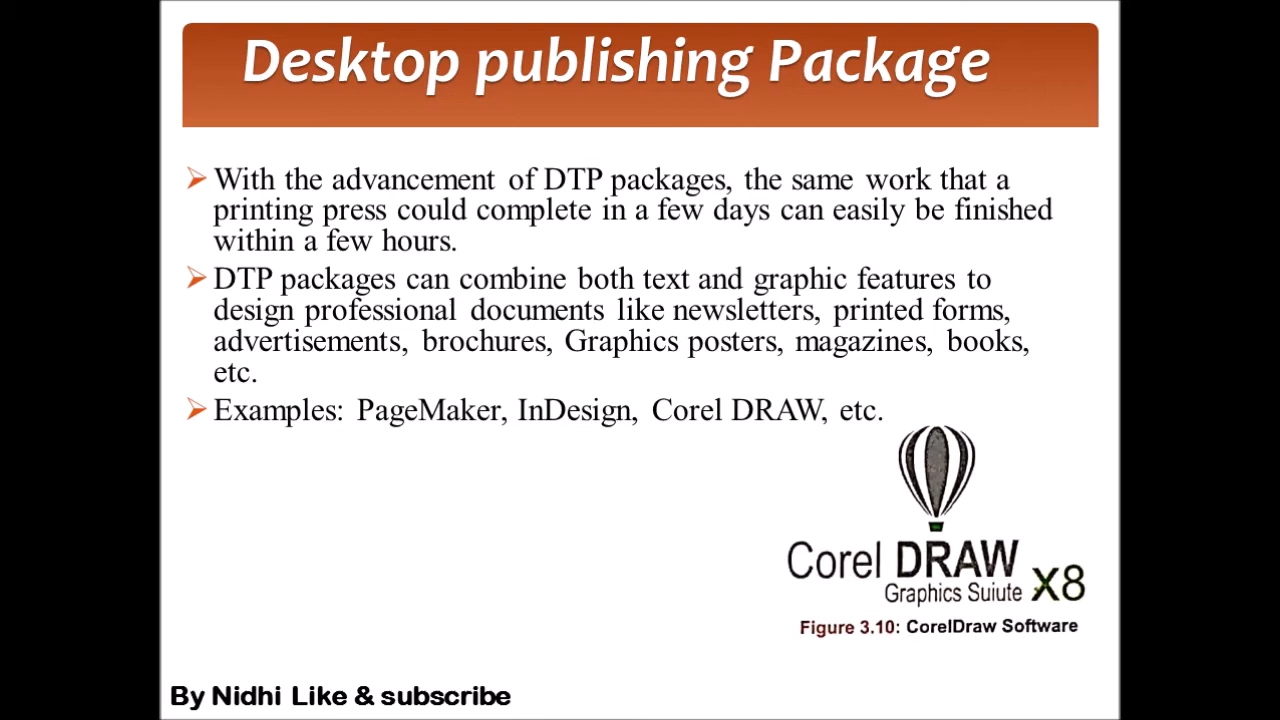 Desktop publishing Package
With the advancement of DTP packages, the same work that a
printing press could complete in a few days can easily be finished
within a few hours.
DTP packages can combine both text and graphic features to
design professional documents like newsletters, printed forms,
advertisements, brochures, Graphics posters, magazines, books,
etc.
Examples: PageMaker, InDesign, Corel DRAW, etc.
Corel DRAW
Graphics Suiute X8
Figure 3.10: CorelDraw Software
By Nidhi Like & subscribe